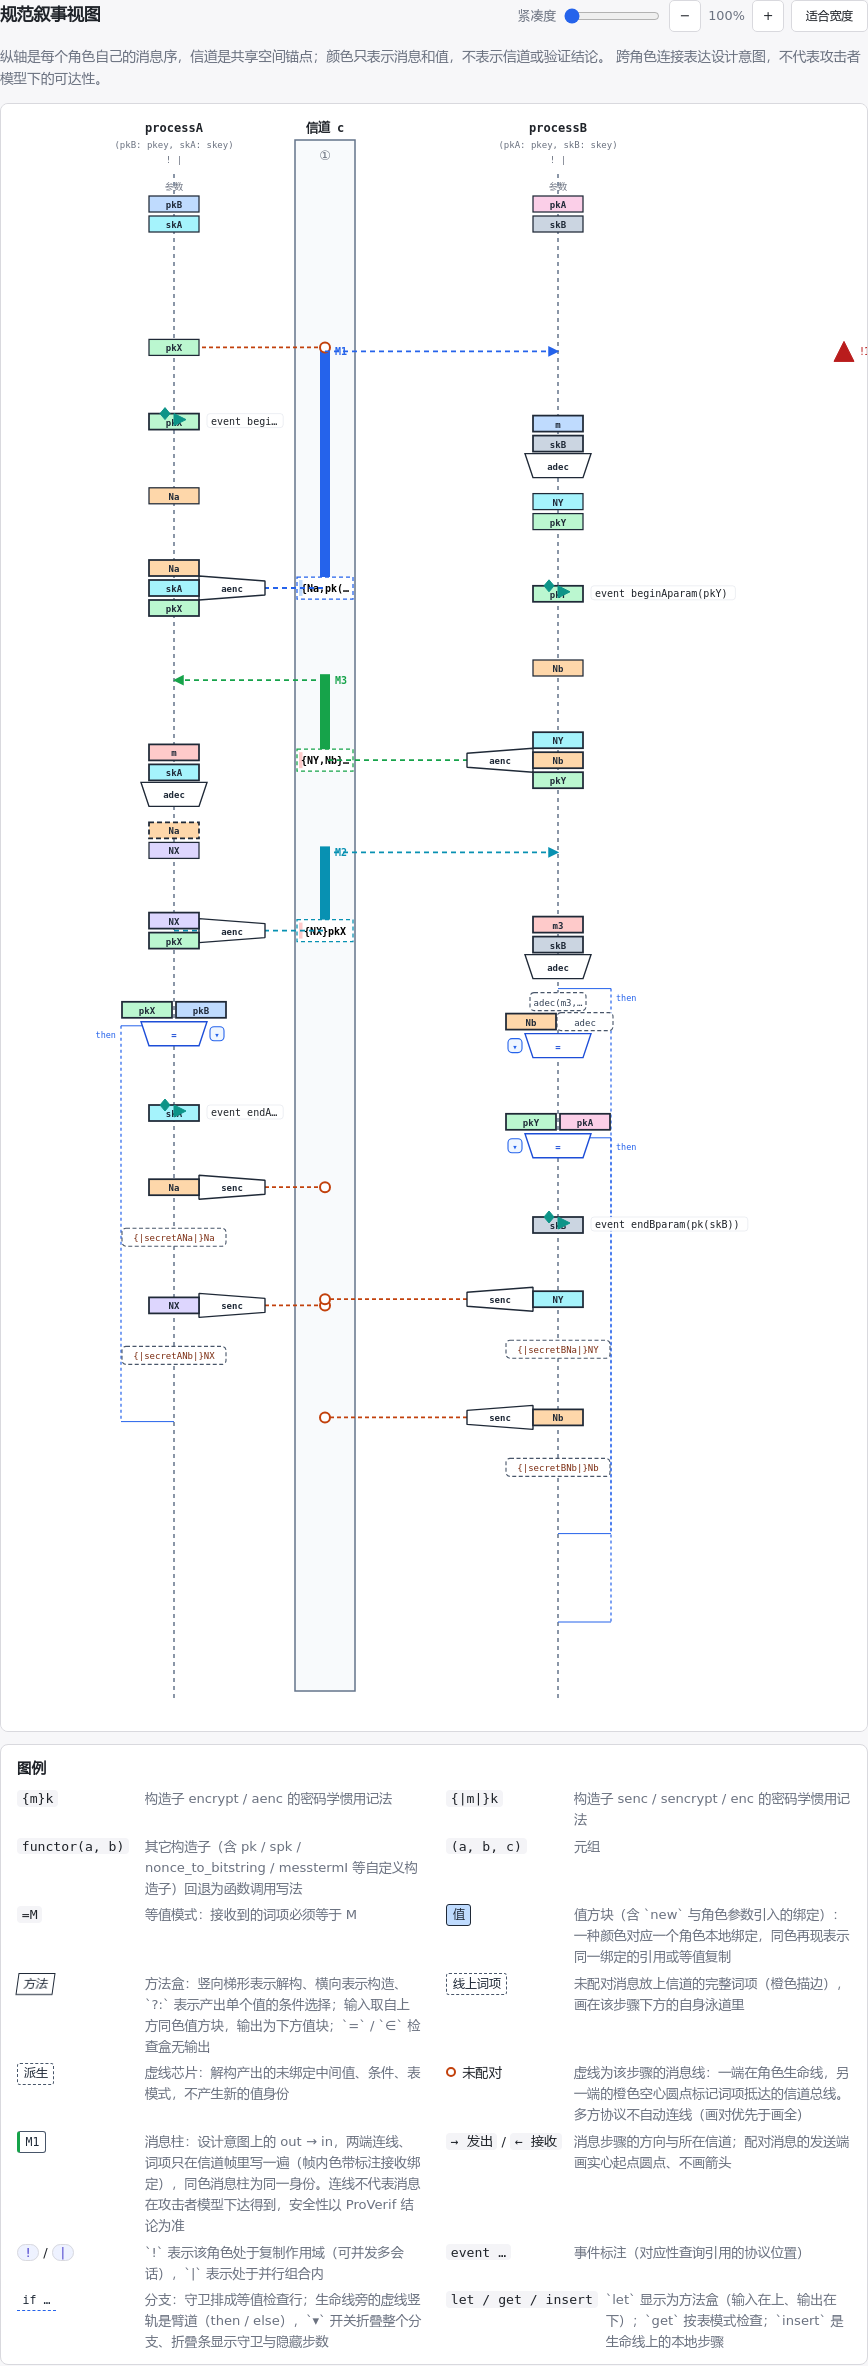 规范叙事视图
紧凑度 − 100% + 适合宽度
纵轴是每个角色自己的消息序，信道是共享空间锚点；颜色只表示消息和值，不表示信道或验证结论。 跨角色连接表达设计意图，不代表攻击者
模型下的可达性。
processA 信道 c processB
(pkB: pkey, skA: skey) ① (pkA: pkey, skB: skey)
! | ! |
参数 参数
pkB pkA
skA skB
pkX M1
event begi… m
skB
adec
Na NY
pkY
Na
skA aenc {Na,pk(… event beginAparam(pkY)
pkX
Nb
M3
NY
m {NY,Nb}… aenc Nb
skA pkY
adec
Na
NX M2
NX m3
pkX aenc {NX}pkX skB
adec
then
adec(m3,…
pkX pkB Nb adec
then = ▾ ▾ =
event endA… pkY pkA
▾ = then
Na senc
event endBparam(pk(skB))
{|secretANa|}Na
NX senc senc NY
{|secretANb|}NX {|secretBNa|}NY
senc Nb
{|secretBNb|}Nb
图例
{m}k 构造子 encrypt / aenc 的密码学惯用记法
{|m|}k 构造子 senc / sencrypt / enc 的密码学惯用记
法
functor(a, b) 其它构造子（含 pk / spk /
nonce_to_bitstring / messtermI 等自定义构
造子）回退为函数调用写法
(a, b, c) 元组
=M 等值模式：接收到的词项必须等于 M
值 值方块（含 `new` 与角色参数引入的绑定）：
一种颜色对应一个角色本地绑定，同色再现表示
同一绑定的引用或等值复制
方法 方法盒：竖向梯形表示解构、横向表示构造、
`?:` 表示产出单个值的条件选择；输入取自上
方同色值方块，输出为下方值块；`=` / `∈` 检
查盒无输出
线上词项 未配对消息放上信道的完整词项（橙色描边），
画在该步骤下方的自身泳道里
派生 虚线芯片：解构产出的未绑定中间值、条件、表
模式，不产生新的值身份
未配对 虚线为该步骤的消息线：一端在角色生命线，另
一端的橙色空心圆点标记词项抵达的信道总线。
多方协议不自动连线（画对优先于画全）
M1 消息柱：设计意图上的 out → in，两端连线、
词项只在信道帧里写一遍（帧内色带标注接收绑
定），同色消息柱为同一身份。连线不代表消息
在攻击者模型下达得到，安全性以 ProVerif 结
论为准
→ 发出 / ← 接收 消息步骤的方向与所在信道；配对消息的发送端
画实心起点圆点、不画箭头
! / | `!` 表示该角色处于复制作用域（可并发多会
话），`|` 表示处于并行组合内
event … 事件标注（对应性查询引用的协议位置）
if … 分支：守卫排成等值检查行；生命线旁的虚线竖
轨是臂道（then / else），`▾` 开关折叠整个分
支、折叠条显示守卫与隐藏步数
let / get / insert `let` 显示为方法盒（输入在上、输出在
下）；`get` 按表模式检查；`insert` 是
生命线上的本地步骤